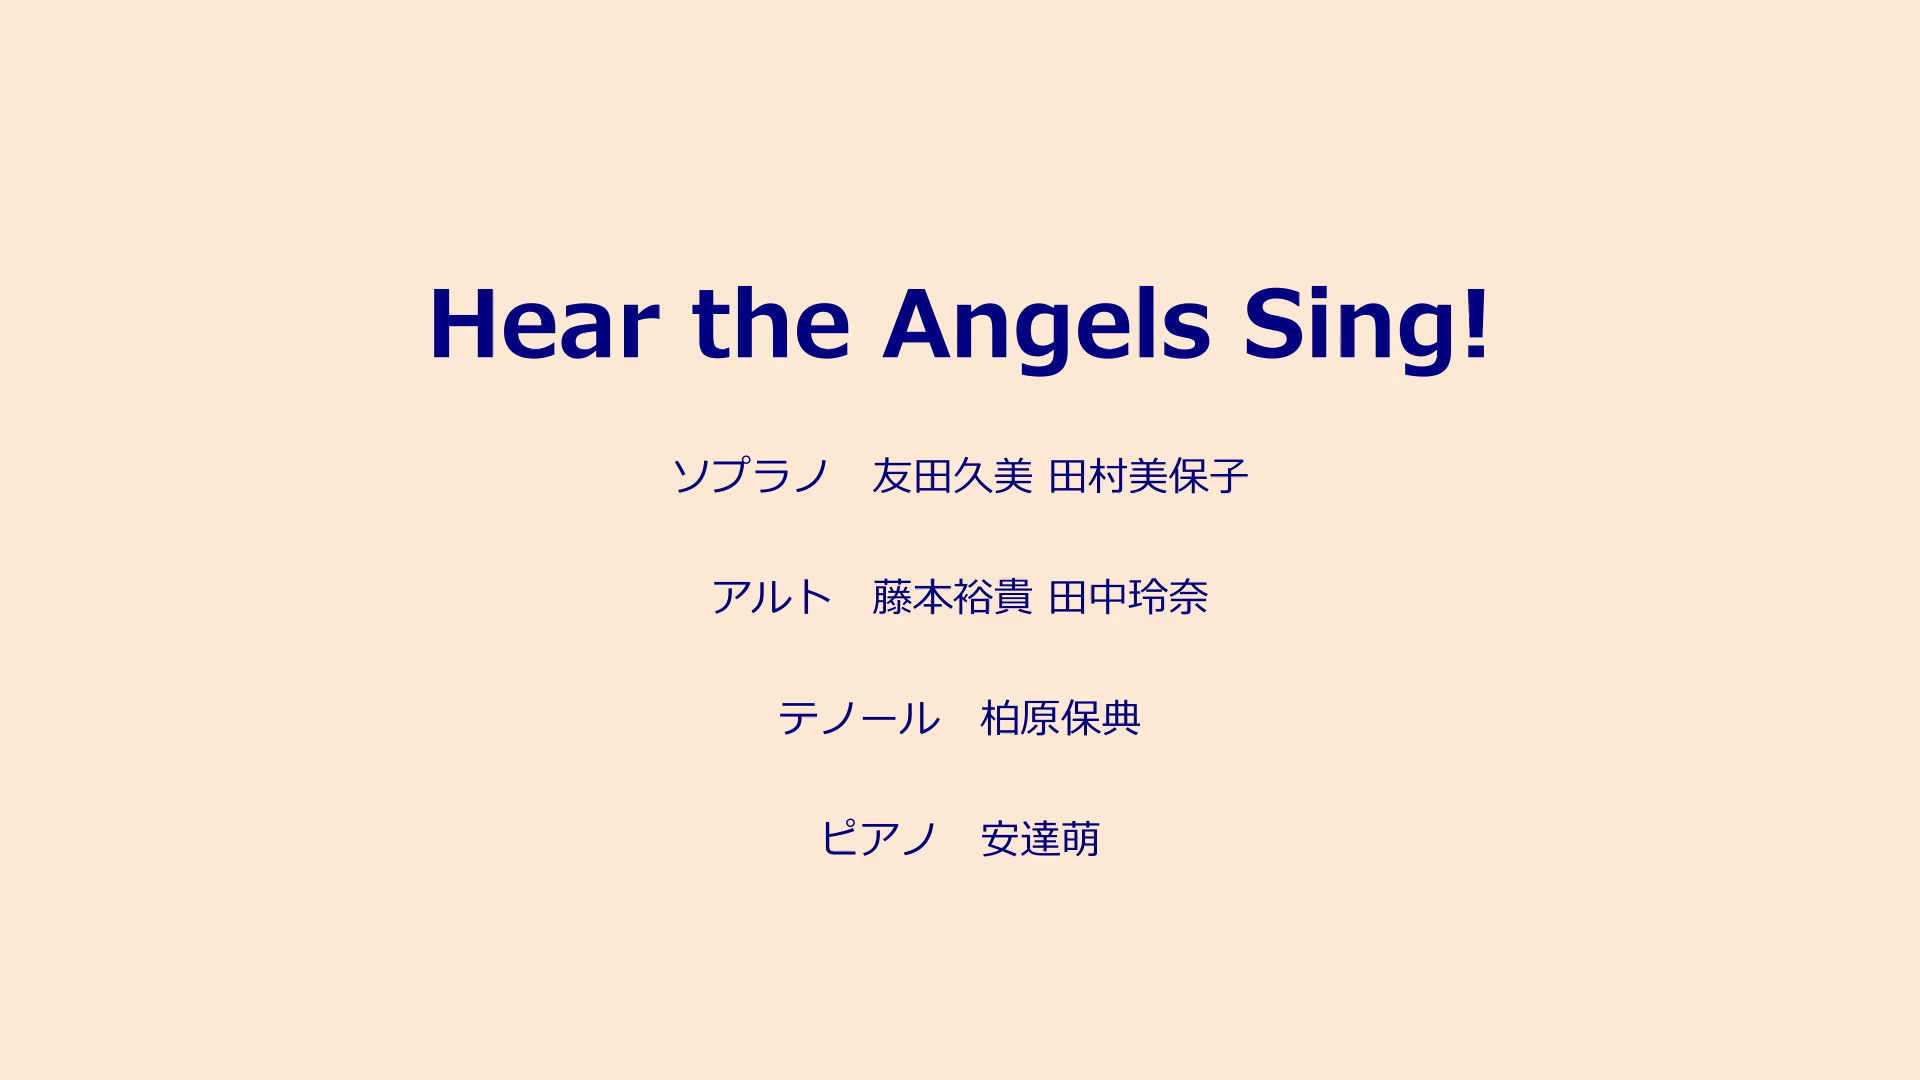 Hear the Angels Sing!
ソプラノ　友田久美 田村美保子
アルト　藤本裕貴 田中玲奈
テノール　柏原保典
ピアノ　安達萌